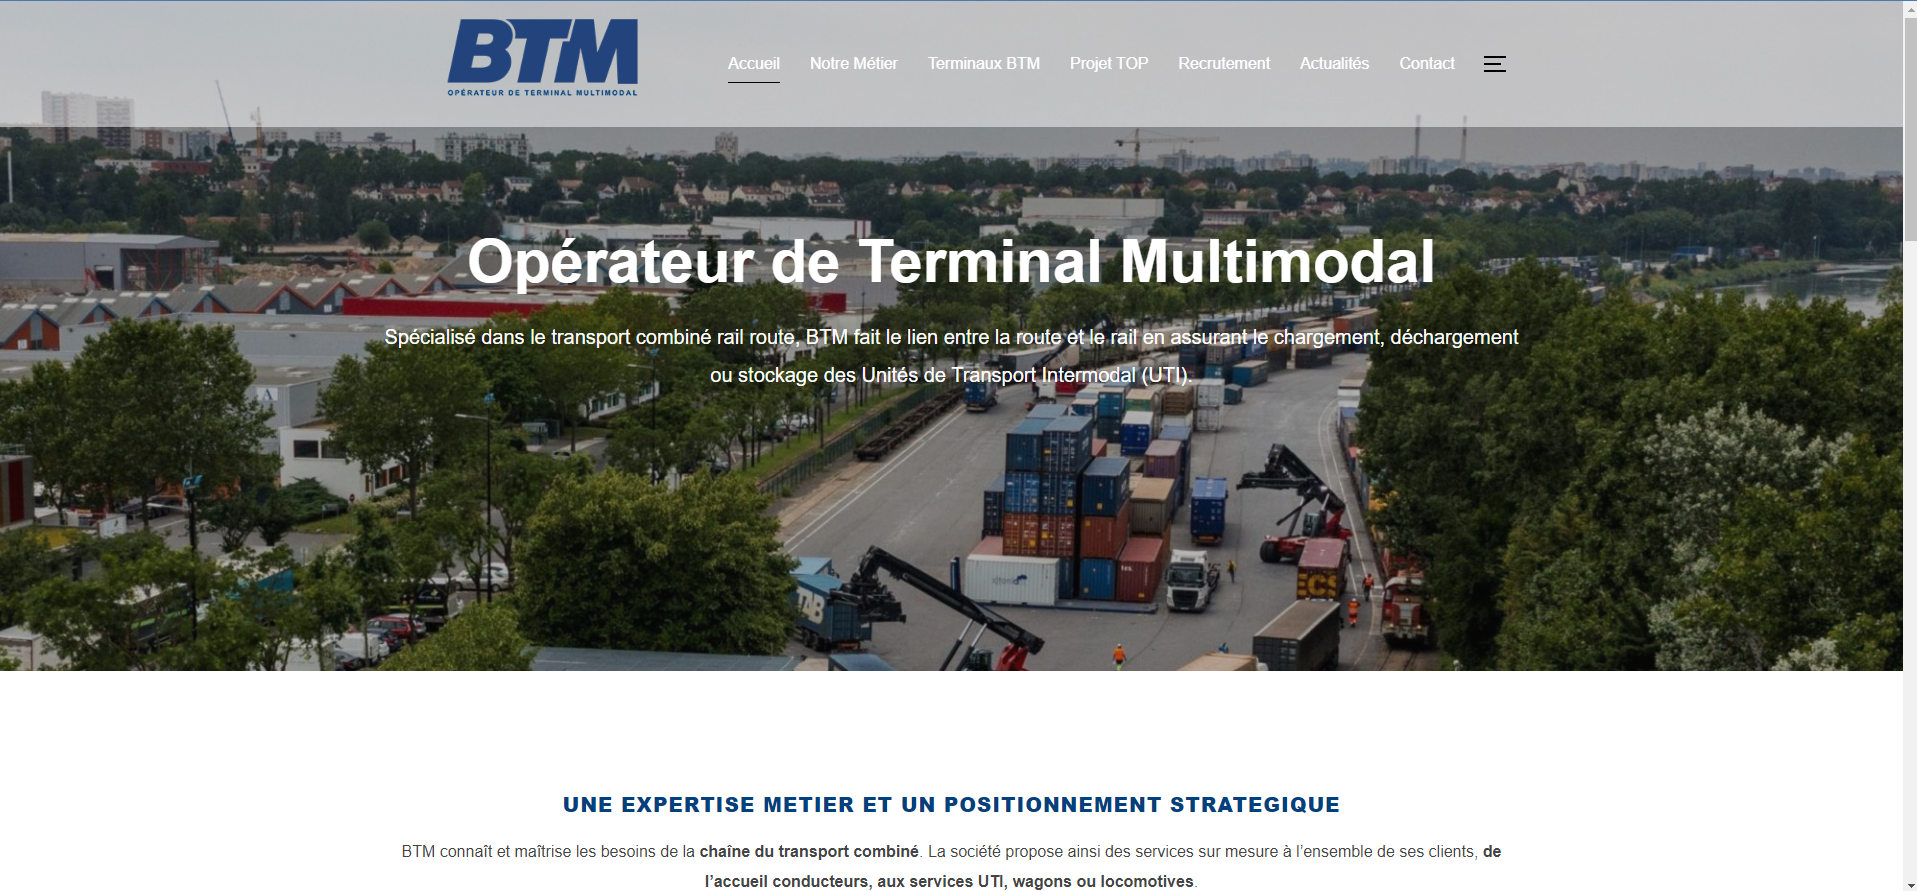 BTM
OPÉRATEUR DE TERMINAL MULTIMODAL
Accueil Notre Métier Terminaux BTM Projet TOP Recrutement Actualités Contact
Opérateur de Terminal Multimodal
Spécialisé dans le transport combiné rail route, BTM fait le lien entre la route et le rail en assurant le chargement, déchargement
ou stockage des Unités de Transport Intermodal (UTI).
UNE EXPERTISE METIER ET UN POSITIONNEMENT STRATEGIQUE
BTM connaît et maîtrise les besoins de la chaîne du transport combiné. La société propose ainsi des services sur mesure à l’ensemble de ses clients, de
l’accueil conducteurs, aux services UTI, wagons ou locomotives.